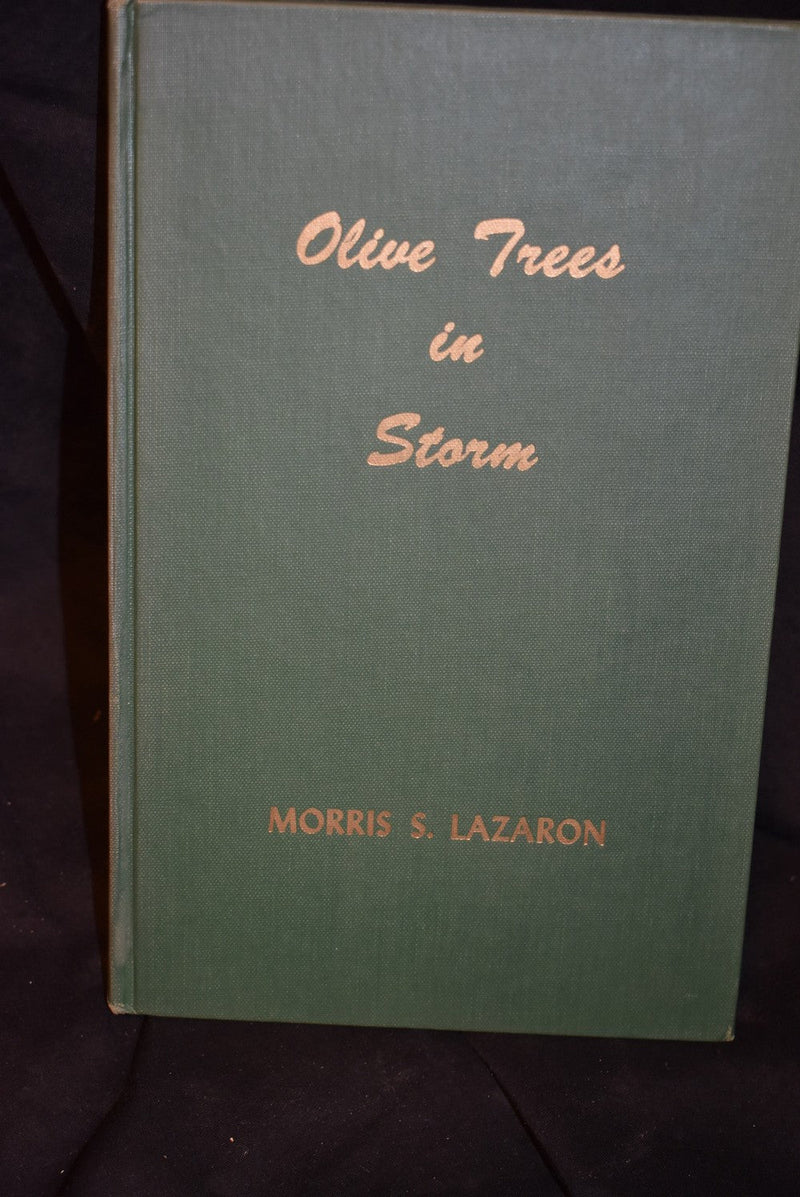 Olive Trees
in
Storm
MORRIS S. LAZARON